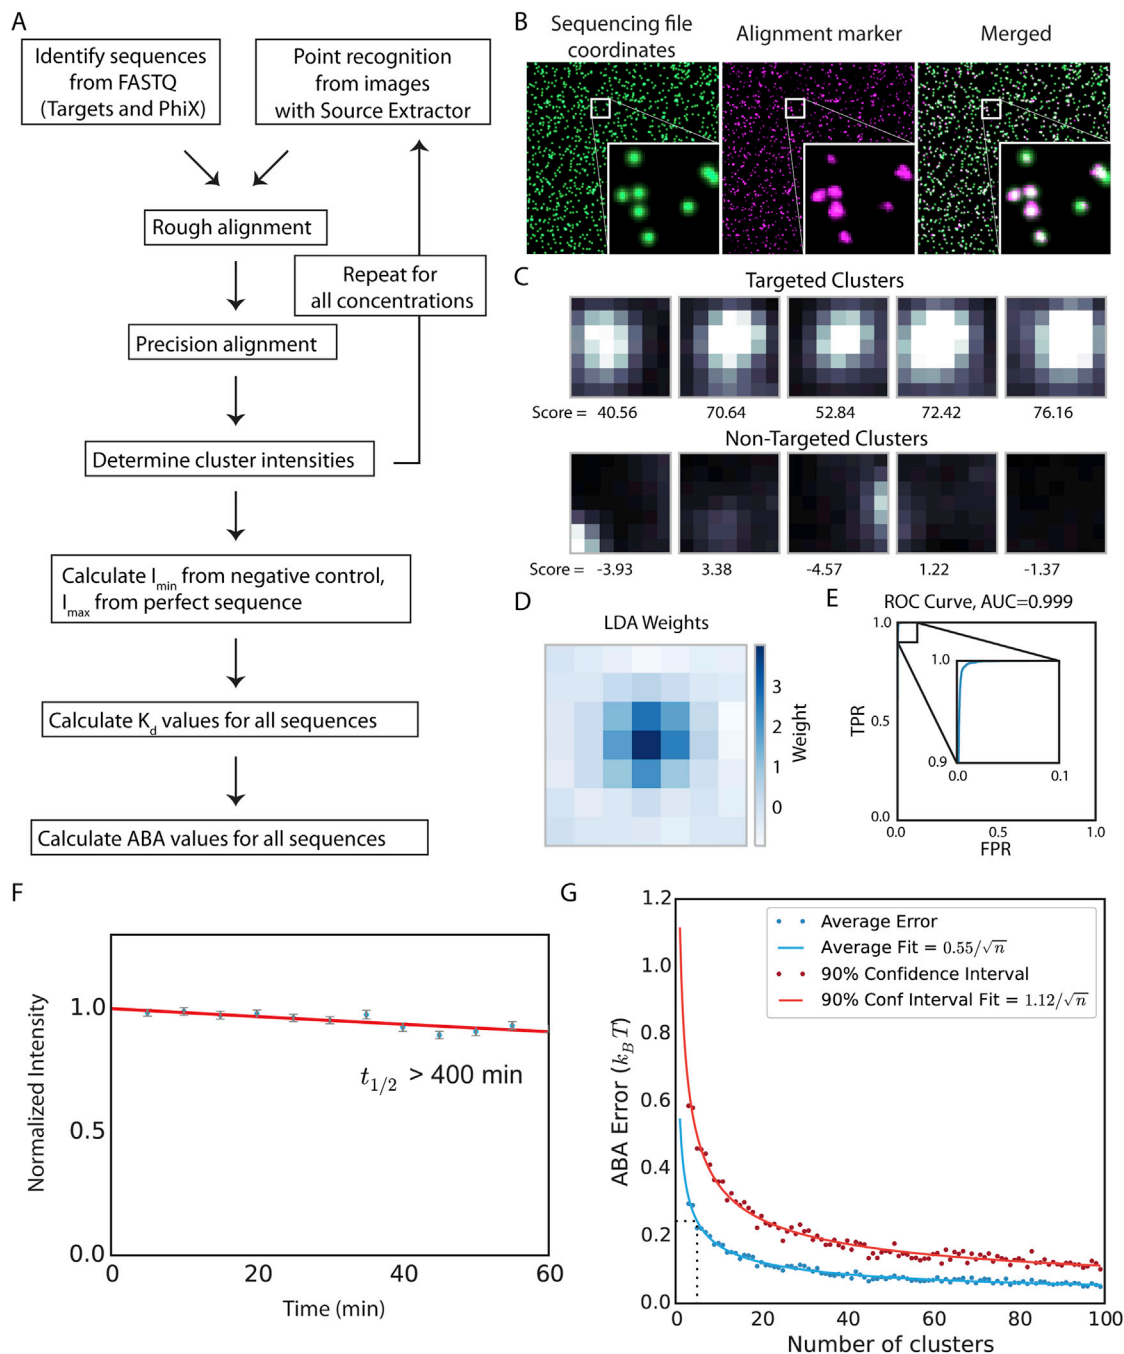 A
Identify sequences
from FASTQ
(Targets and PhiX)
Point recognition
from images
with Source Extractor
Rough alignment
Repeat for
all concentrations
Precision alignment
Determine cluster intensities
Calculate Imin from negative control,
Imax from perfect sequence
Calculate Kd values for all sequences
Calculate ABA values for all sequences
B
Sequencing file
coordinates
Alignment marker
Merged
C
Targeted Clusters
Score = 40.56 70.64 52.84 72.42 76.16
Non-Targeted Clusters
Score = -3.93 3.38 -4.57 1.22 -1.37
D
LDA Weights
3
2
1
0
Weight
E
ROC Curve, AUC=0.999
1.0
0.5
0.0
TPR
1.0
0.9
0.0 0.1
0.0 0.5 1.0
FPR
F
1.0
0.5
0.0
Normalized Intensity
t1/2 > 400 min
0 20 40 60
Time (min)
G
1.2
1.0
0.8
0.6
0.4
0.2
0.0
ABA Error (kB T)
Average Error
Average Fit = 0.55/√n
90% Confidence Interval
90% Conf Interval Fit = 1.12/√n
0 20 40 60 80 100
Number of clusters